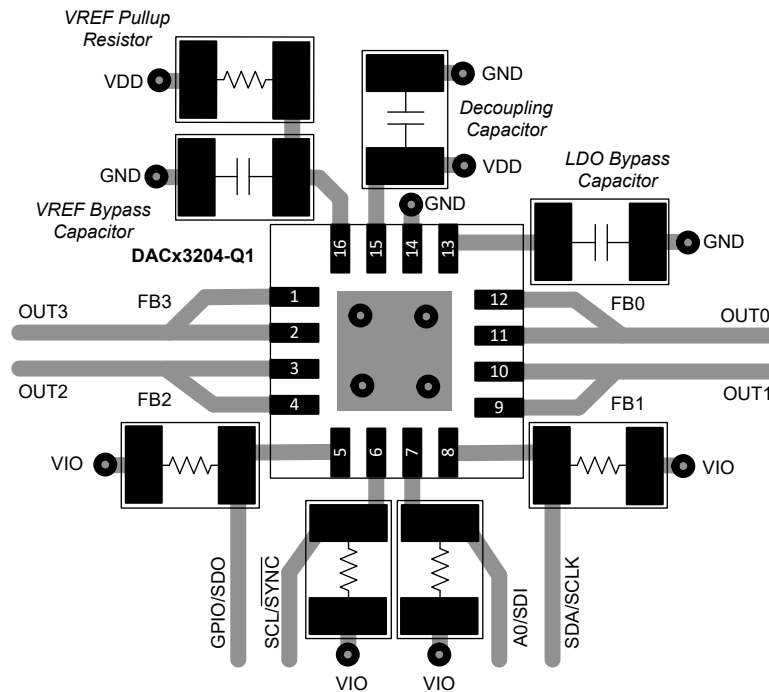 VREF Pullup
Resistor
VDD
GND
Decoupling
Capacitor
VDD
GND
VREF Bypass
Capacitor
GND
LDO Bypass
Capacitor
GND
DACx3204-Q1
16
15
14
13
1
2
3
4
12
11
10
9
5
6
7
8
FB3
OUT3
OUT2
FB2
FB0
OUT0
OUT1
FB1
VIO
VIO
GPIO/SDO
SCL/SYNC
A0/SDI
SDA/SCLK
VIO
VIO